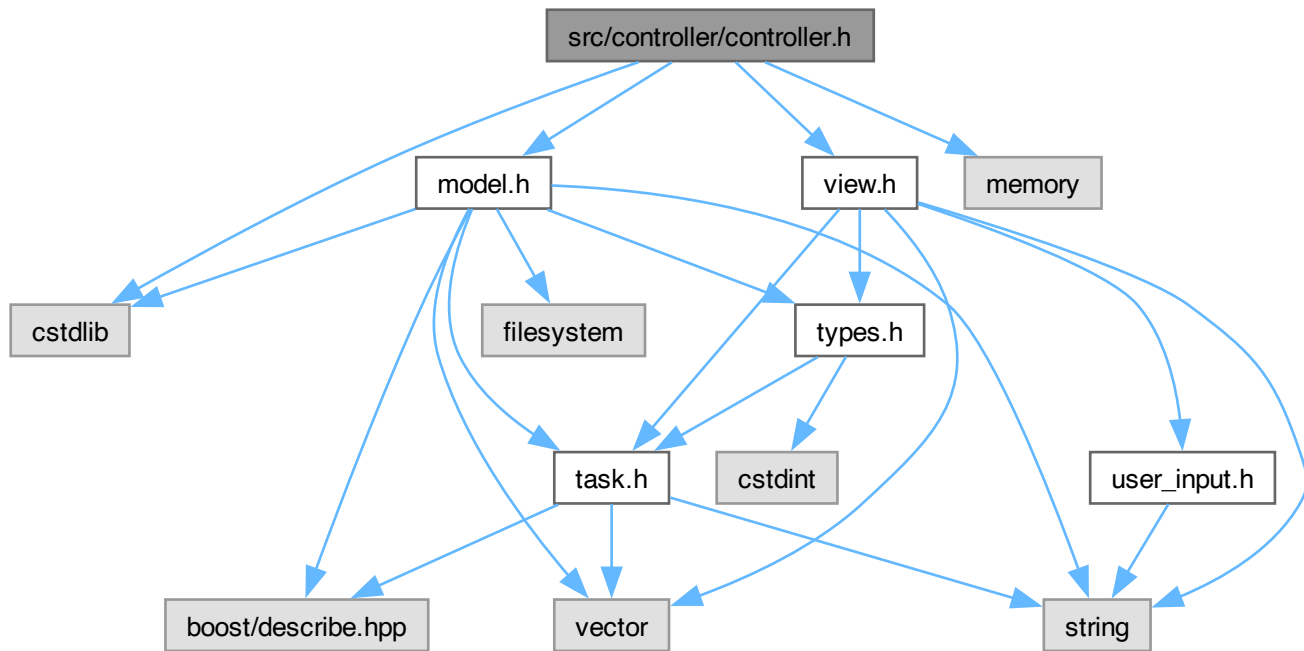 src/controller/controller.h
model.h
view.h
memory
cstdlib
filesystem
types.h
task.h
cstdint
user_input.h
boost/describe.hpp
vector
string